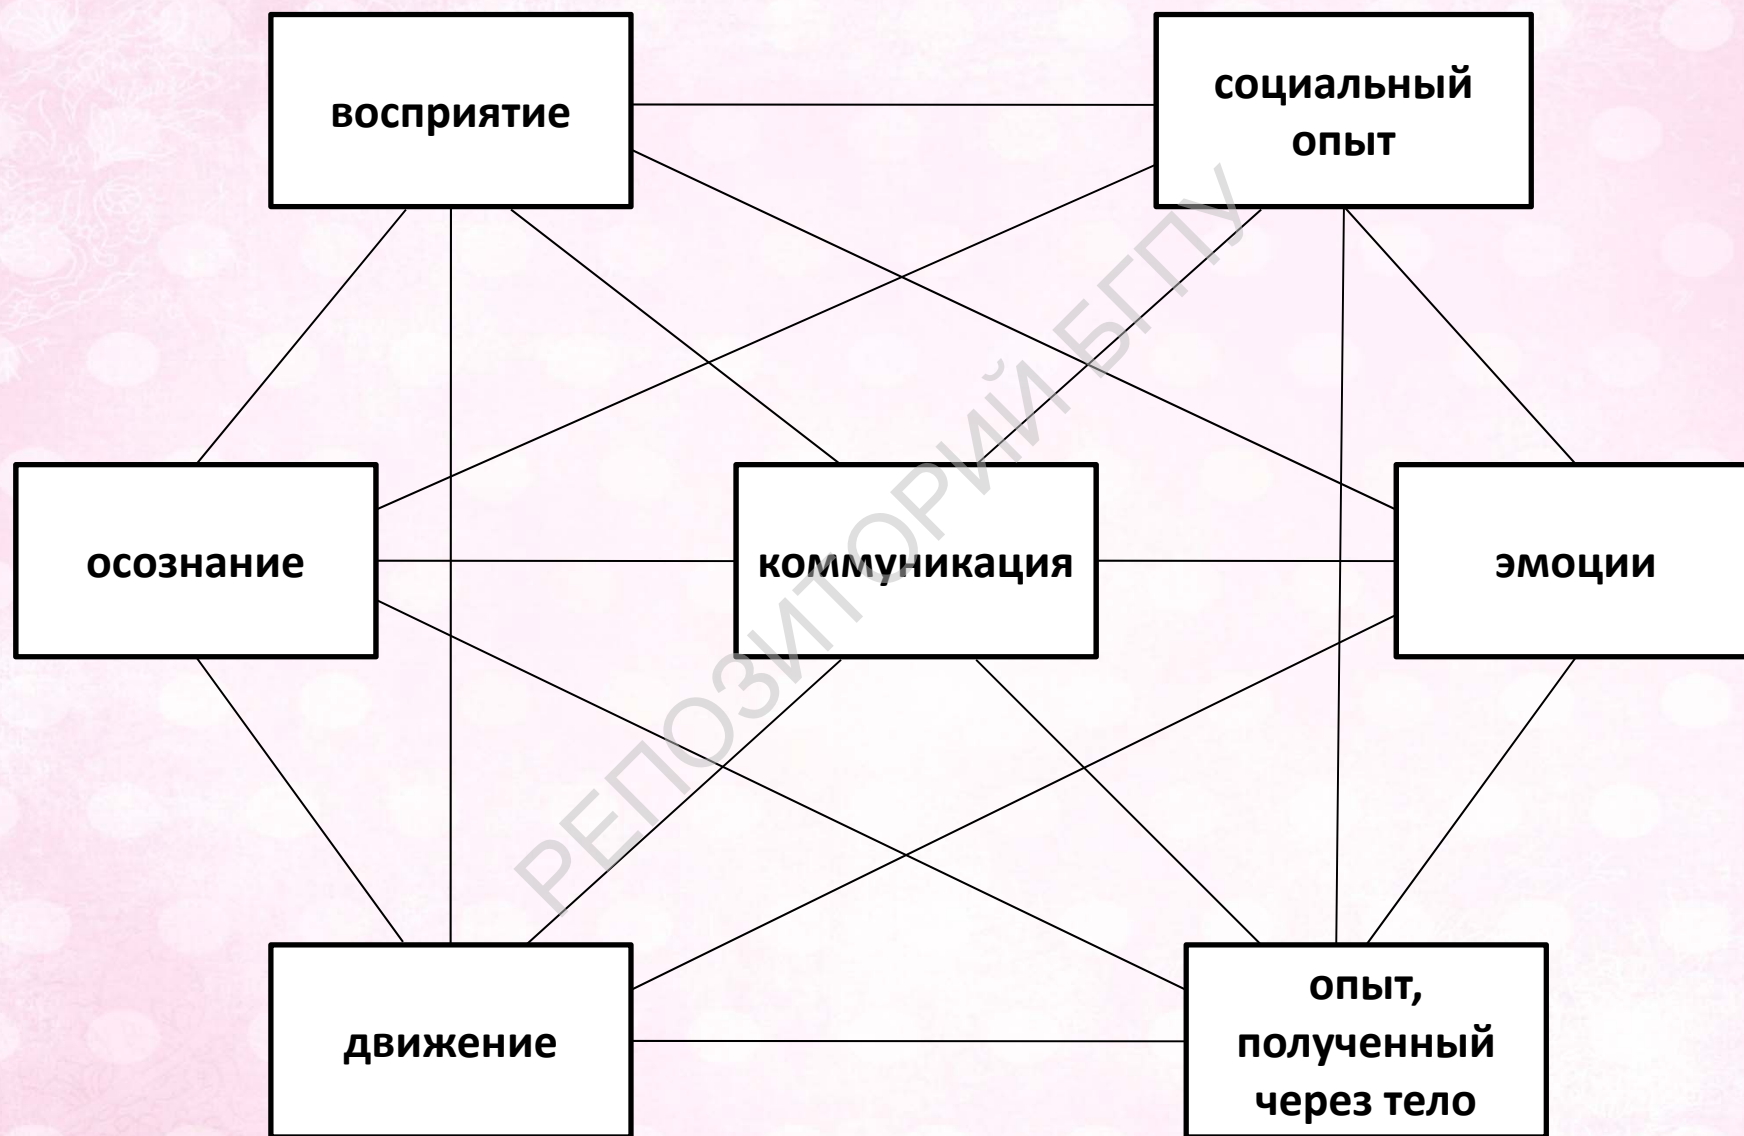 восприятие
социальный
опыт
осознание
коммуникация
эмоции
движение
опыт,
полученный
через тело
РЕПОЗИТОРИЙ БГПУ